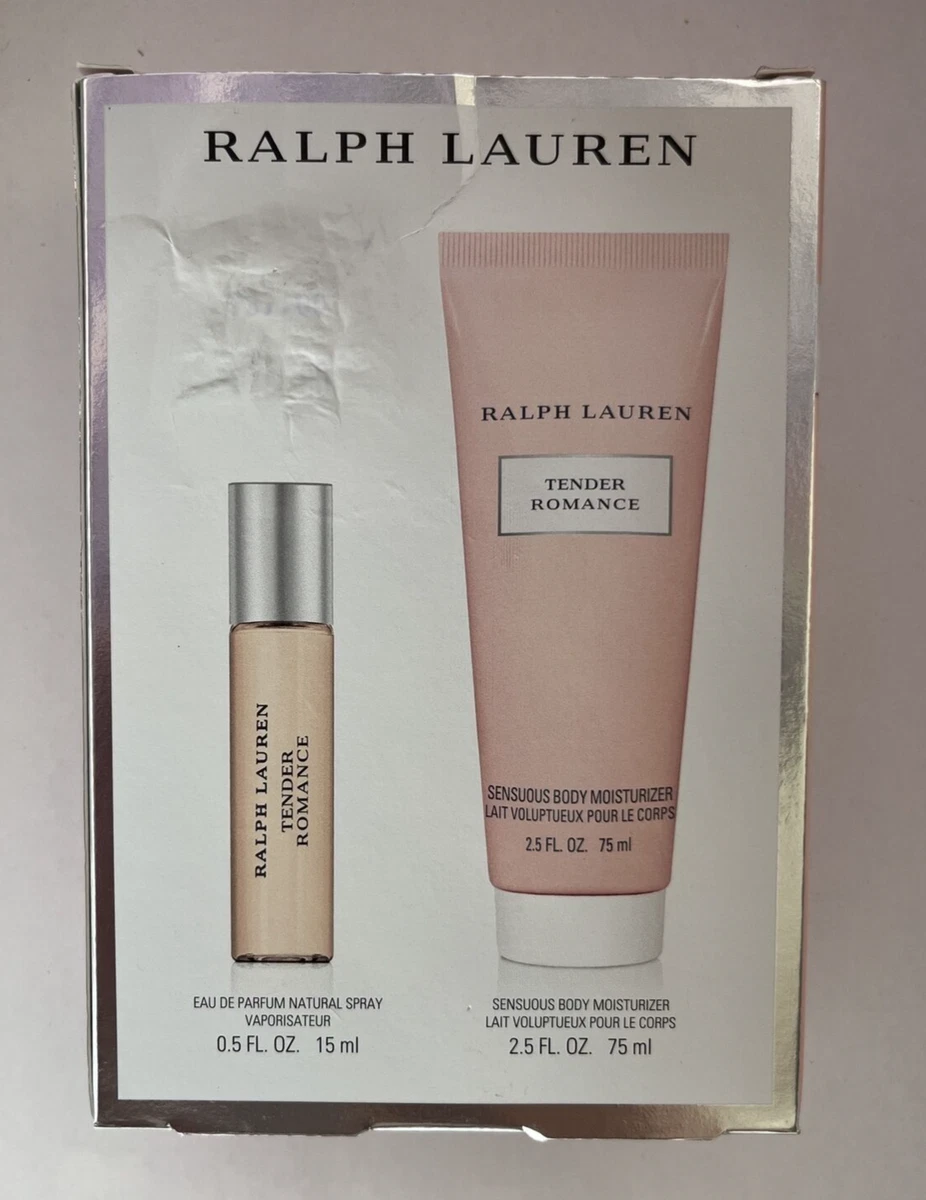 RALPH LAUREN
RALPH LAUREN
TENDER
ROMANCE
SENSUOUS BODY MOISTURIZER
LAIT VOLUPTUEUX POUR LE CORPS
2.5 FL. OZ. 75 ml
RALPH LAUREN
TENDER
ROMANCE
EAU DE PARFUM NATURAL SPRAY
VAPORISATEUR
0.5 FL. OZ. 15 ml
SENSUOUS BODY MOISTURIZER
LAIT VOLUPTUEUX POUR LE CORPS
2.5 FL. OZ. 75 ml